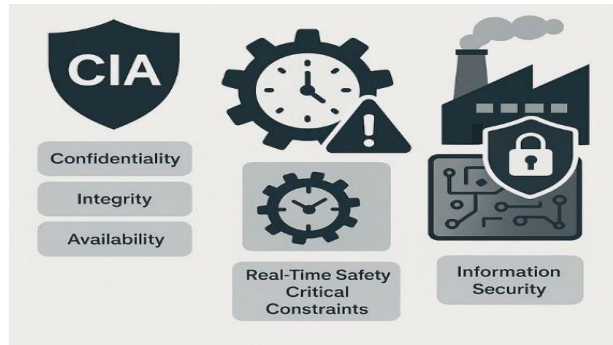 CIA
Confidentiality
Integrity
Availability
Real-Time Safety
Critical
Constraints
Information
Security